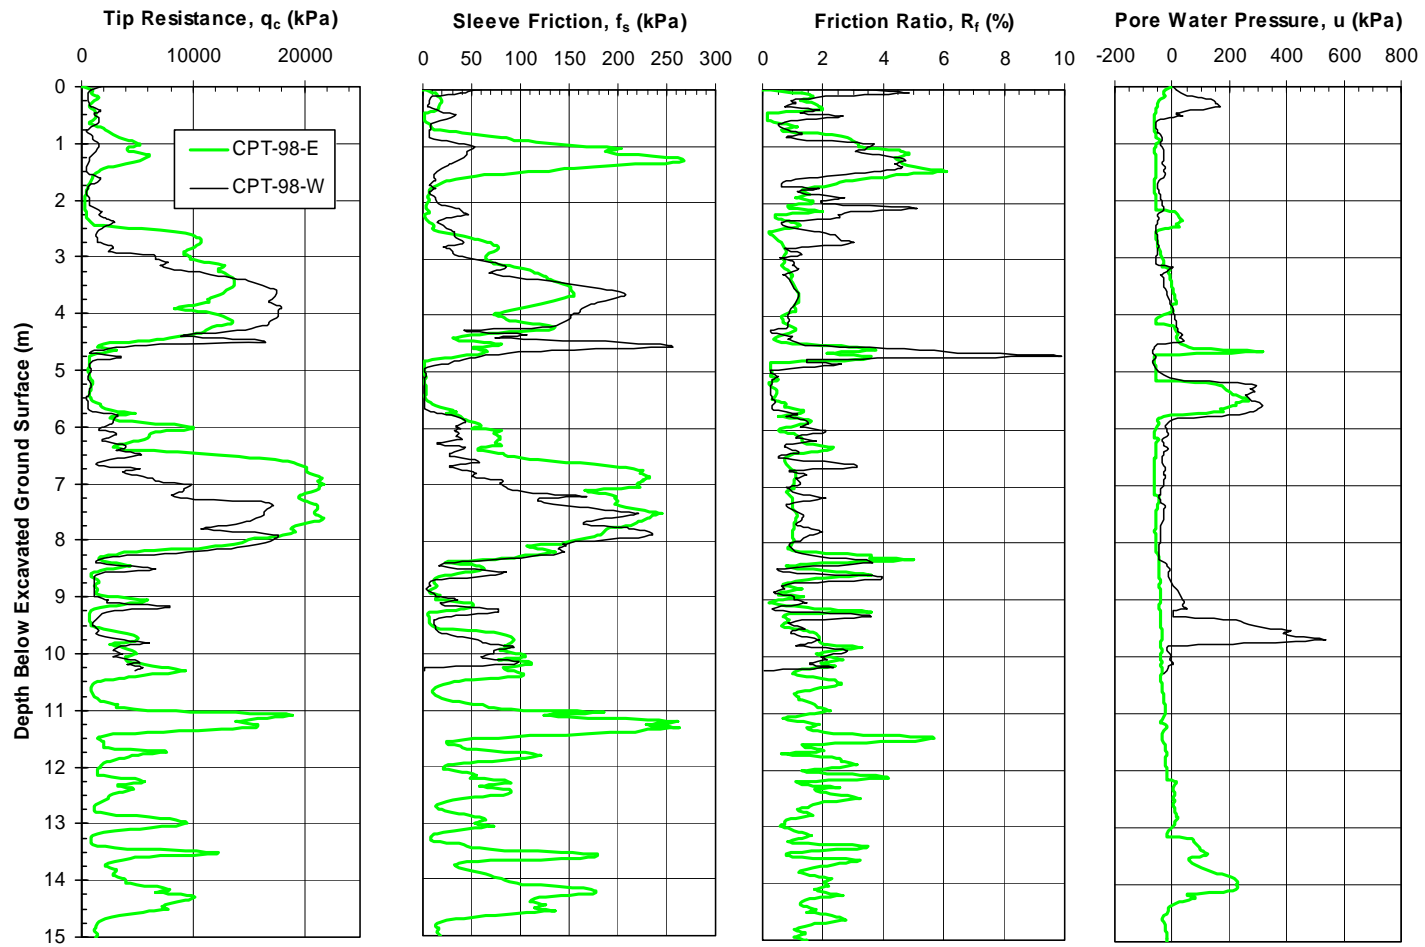 Tip Resistance, qc (kPa)
Sleeve Friction, fs (kPa)
Friction Ratio, Rf (%)
Pore Water Pressure, u (kPa)
0 10000 20000
0 50 100 150 200 250 300
0 2 4 6 8 10
-200 0 200 400 600 800
Depth Below Excavated Ground Surface (m)
0
1
2
3
4
5
6
7
8
9
10
11
12
13
14
15
CPT-98-E
CPT-98-W